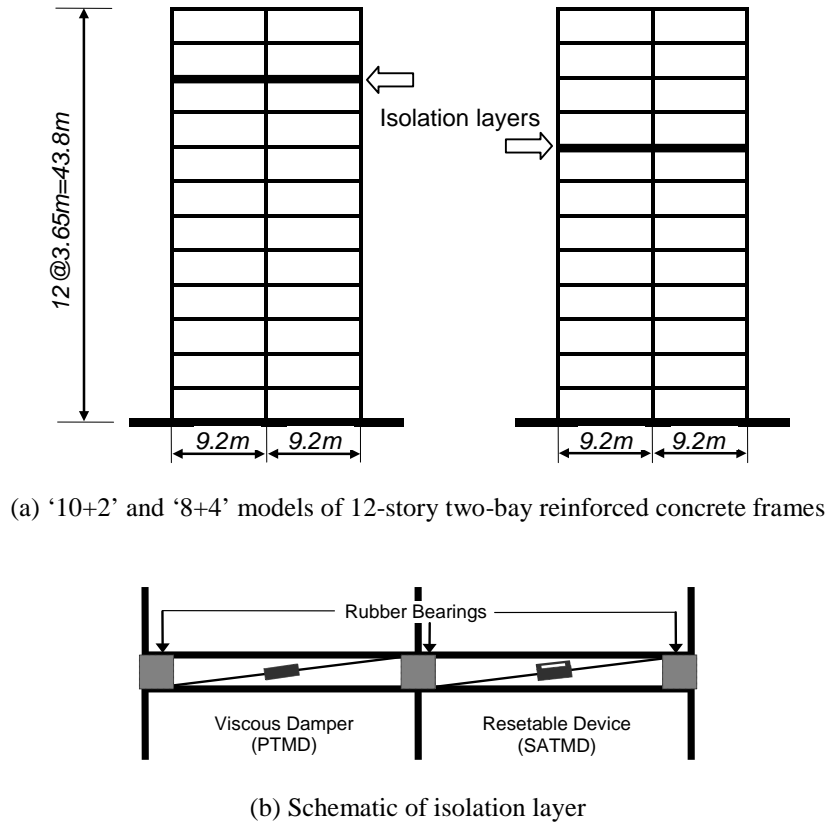 12@3.65m=43.8m
Isolation layers
9.2m 9.2m 9.2m 9.2m
(a) ‘10+2’ and ‘8+4’ models of 12-story two-bay reinforced concrete frames
Rubber Bearings
Viscous Damper
(PTMD)
Resetable Device
(SATMD)
(b) Schematic of isolation layer